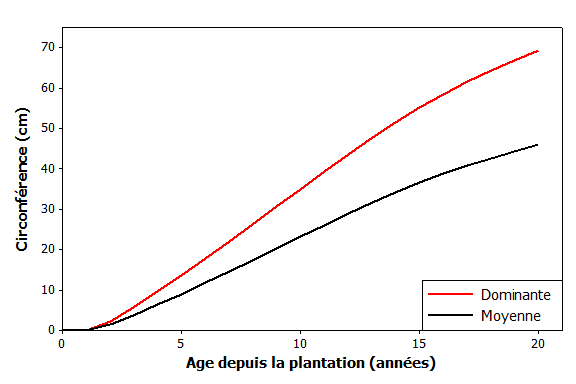 Circonférence (cm)
70
60
50
40
30
20
10
0
0 5 10 15 20
Age depuis la plantation (années)
Dominante
Moyenne